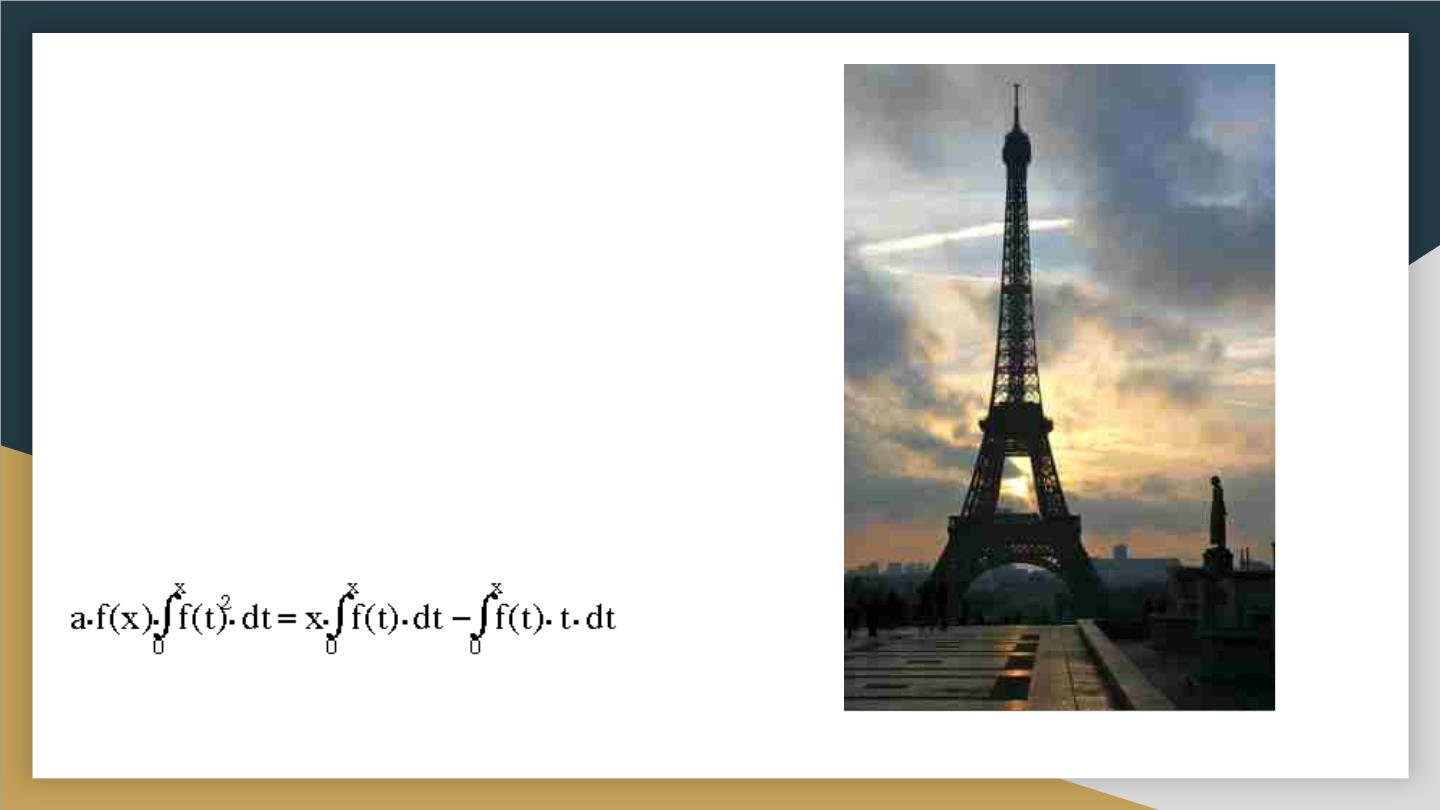 a·f(x)·∫₀ˣ f(t)²·dt = x·∫₀ˣ f(t)·dt − ∫₀ˣ f(t)·t·dt